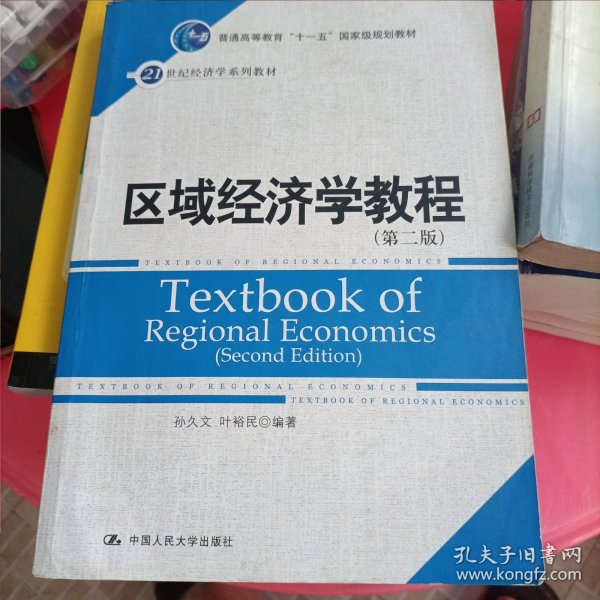 十一五
普通高等教育“十一五”国家级规划教材
21世纪经济学系列教材
区域经济学教程
(第二版)
TEXTBOOK OF REGIONAL ECONOMICS
Textbook of
Regional Economics
(Second Edition)
TEXTBOOK OF REGIONAL ECONOMICS
TEXTBOOK OF REGIONAL ECONOMICS
孙久文 叶裕民◎编著
中国人民大学出版社
孔夫子旧书网
www.kongfz.com